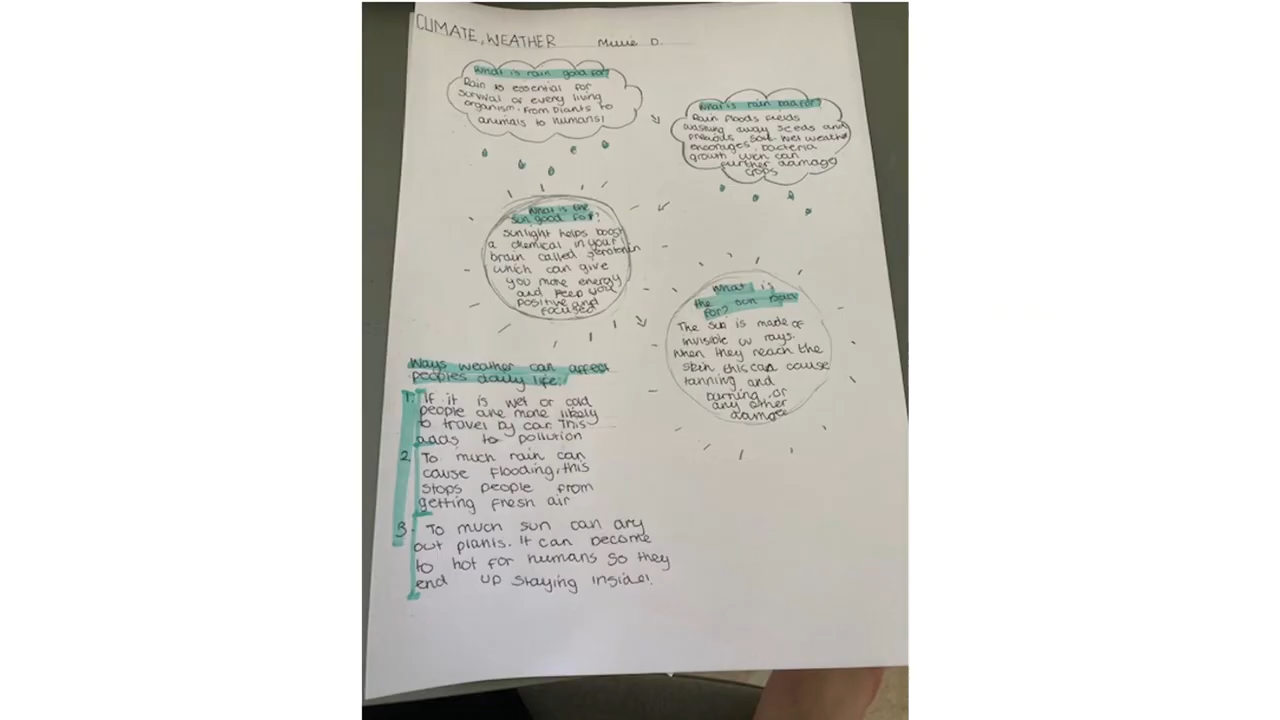 CLIMATE, WEATHER
Millie D.
What is rain good for?
Rain is essential for
survival of every living
organism. From plants to
animals to humans!
What is rain bad for?
Rain floods fields
washing away seeds and
soil. Wet weather
encorages bacteria
growth wich can
further damage
crops
What is the
sun good for?
Sunlight helps boost
a chemical in your
brain called serotonin
which can give
you more energy
and keep you
positive and
focused
What is
the sun
for?
The sun is made of
invisible uv rays.
When they reach the
skin this can cause
tanning and
burning or
any other
damage
Ways weather can affect
peoples daily life:
1. If it is wet or cold
people are more likely
to travel by car. This
adds to pollution
2. To much rain can
cause flooding, this
stops people from
getting fresh air
3. To much sun can dry
out plants. It can become
to hot for humans so they
end up staying inside!